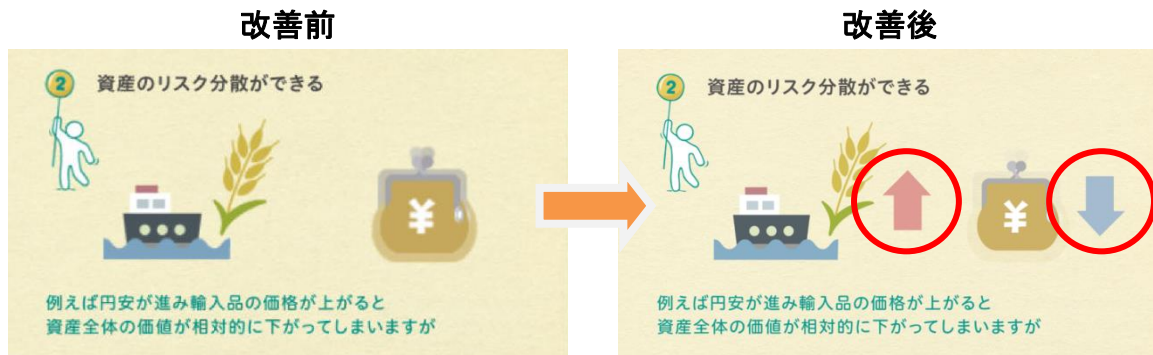 改善前
改善後
2 資産のリスク分散ができる
¥
例えば円安が進み輸入品の価格が上がると
資産全体の価値が相対的に下がってしまいますが
2 資産のリスク分散ができる
¥
例えば円安が進み輸入品の価格が上がると
資産全体の価値が相対的に下がってしまいますが